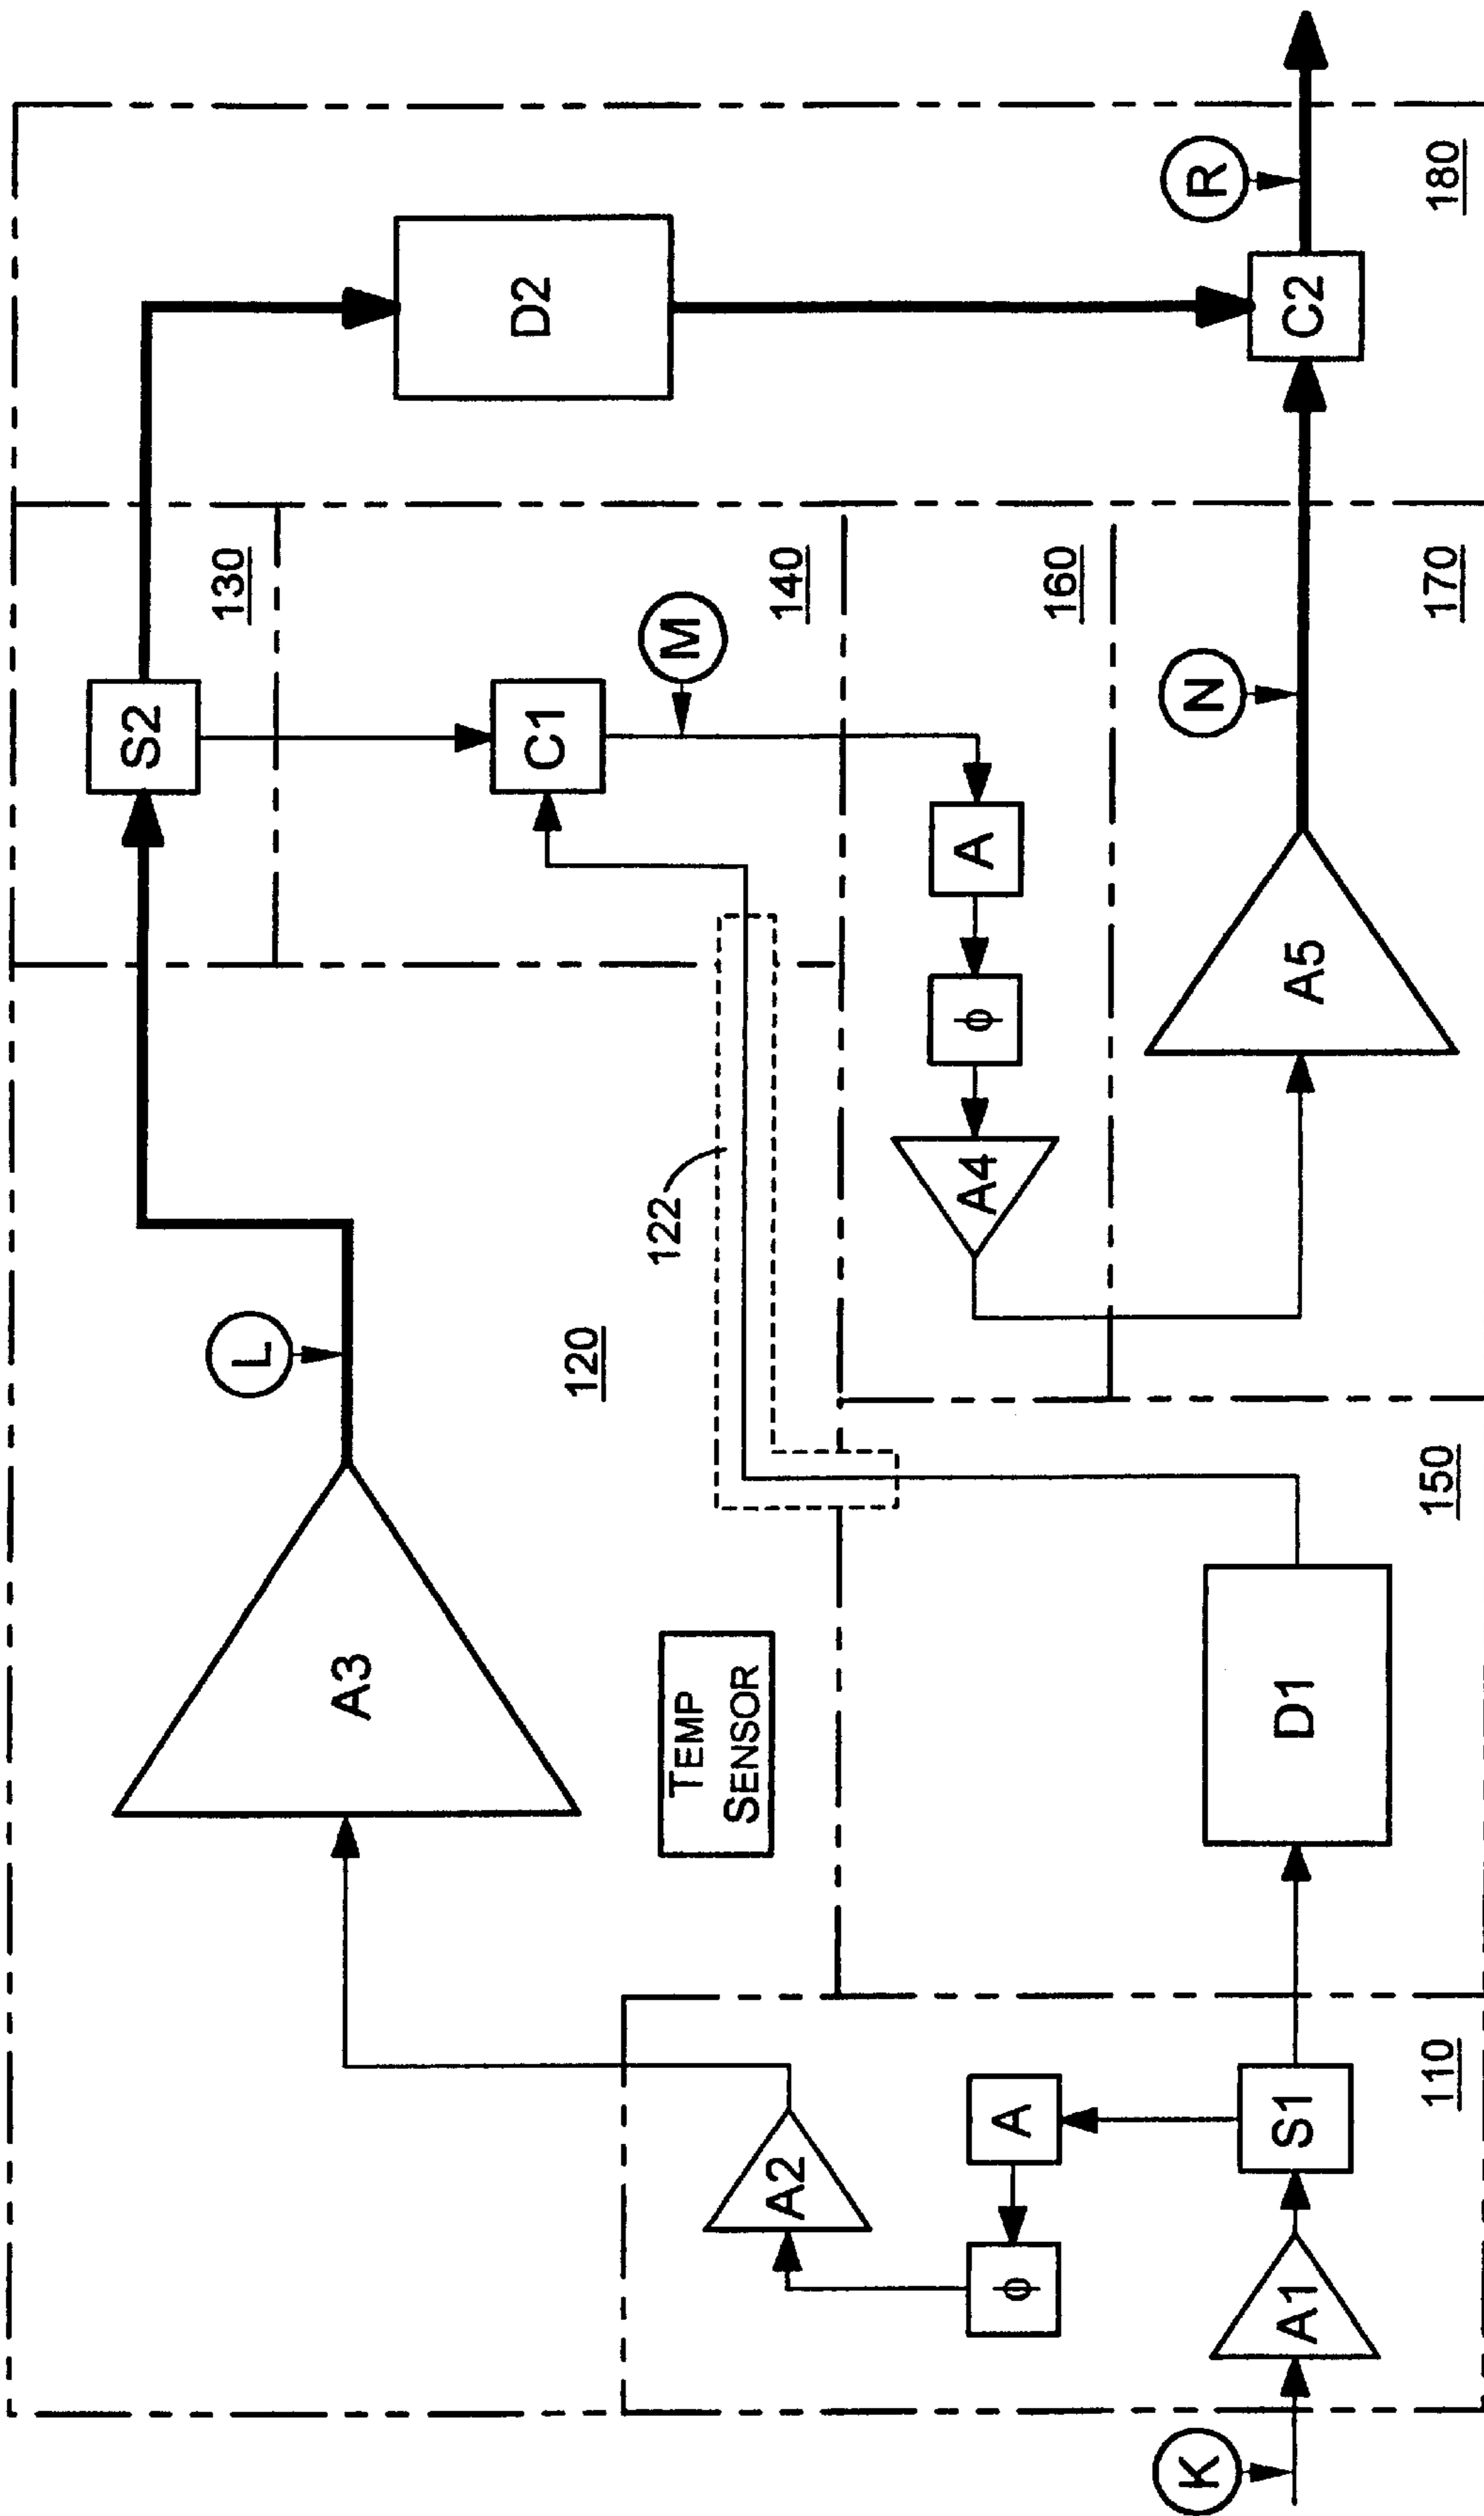 S2
130
D2
L
A3
120
122
C1
M
140
TEMP
SENSOR
A2
A
ϕ
A4
ϕ
A
160
K
A1
S1
110
D1
150
A5
N
170
C2
R
180